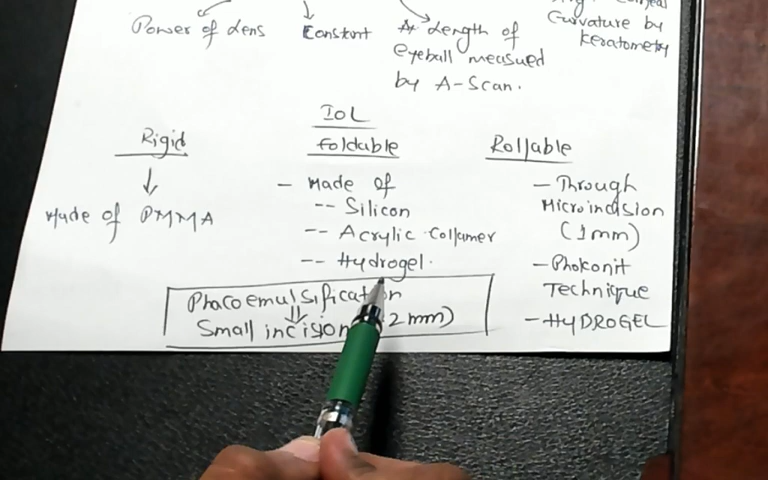 Curvature by
Keratometry
Power of Lens
Constant
Length of
eyeball measued
by A-Scan.
IOL
Rigid
Foldable
Rollable
Made of PMMA
- Made of
-- Silicon
-- Acrylic Collamer
-- Hydrogel.
- Through
Microincision
(1mm)
- Phokonit
Technique
- HYDROGEL
Phacoemulsification
⇓
Small incision 2mm)